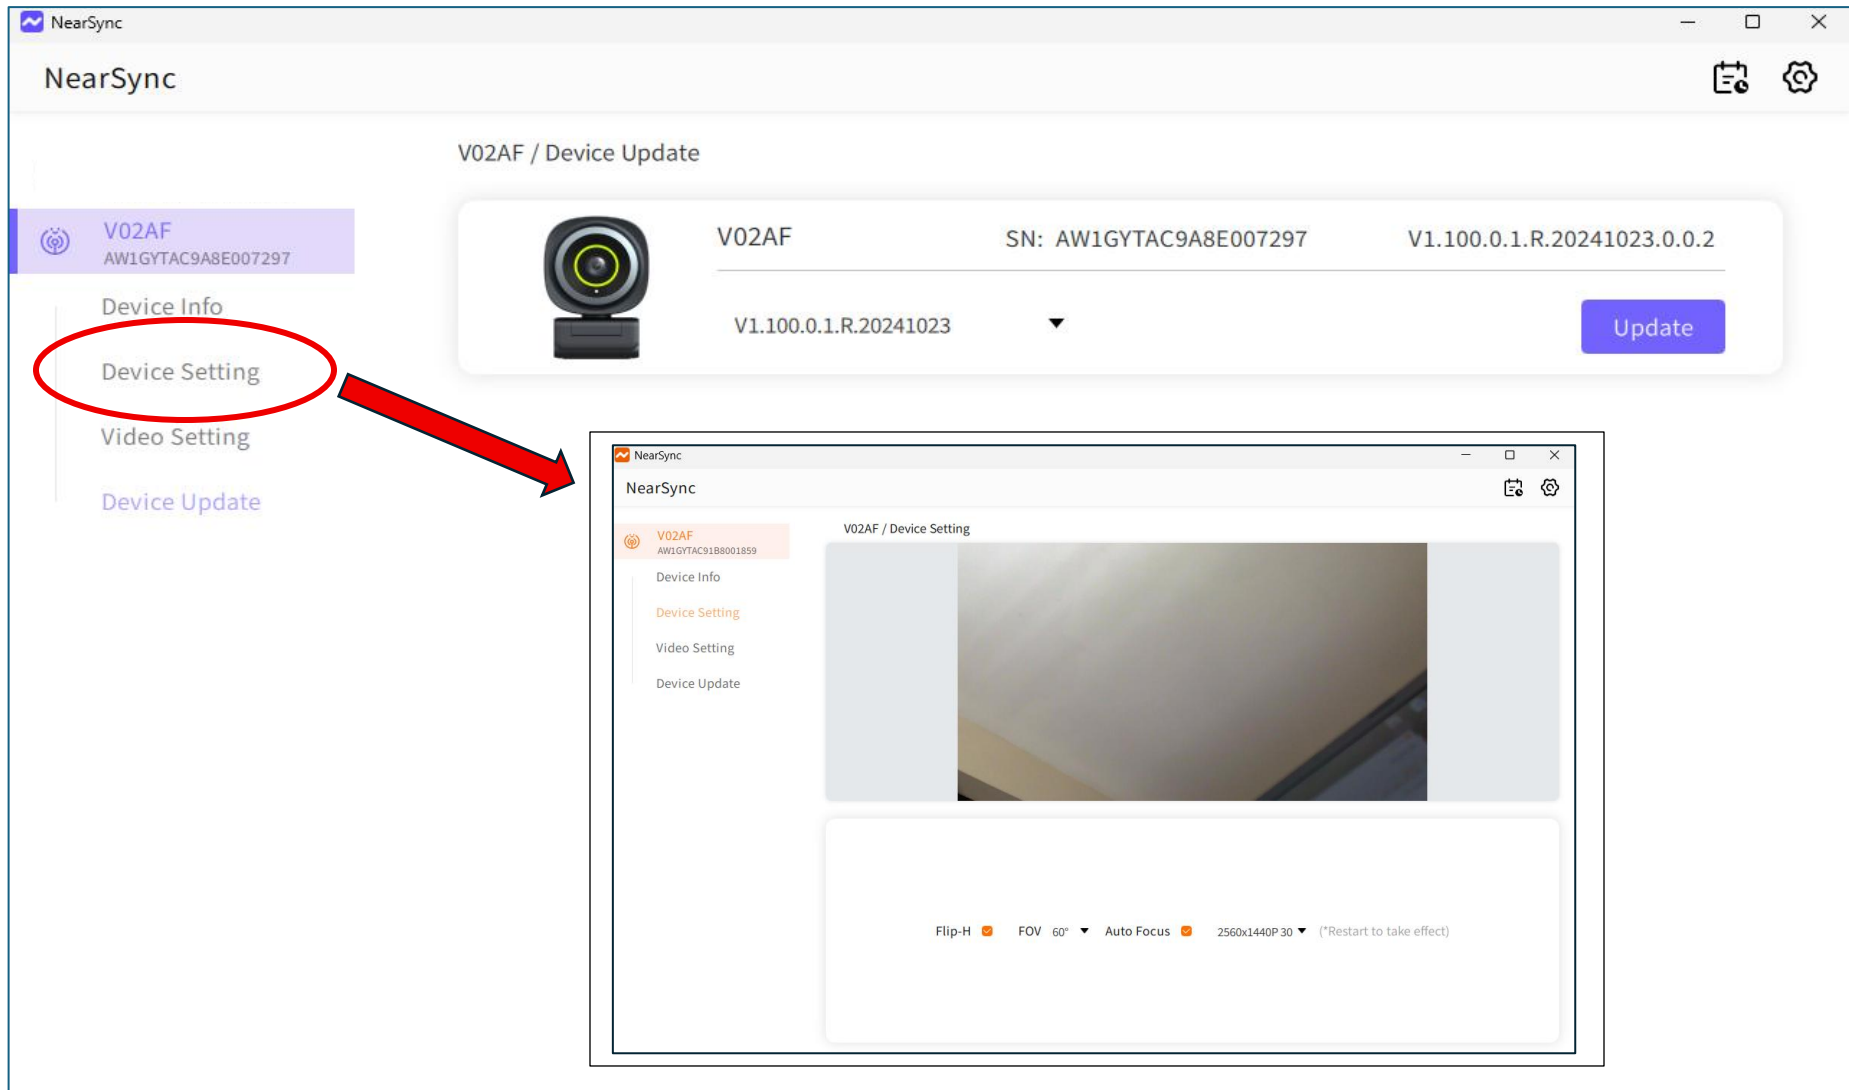 NearSync
NearSync
V02AF / Device Update
V02AF
AW1GYTAC9A8E007297
Device Info
Device Setting
Video Setting
Device Update
V02AF
SN: AW1GYTAC9A8E007297
V1.100.0.1.R.20241023.0.0.2
V1.100.0.1.R.20241023
Update
NearSync
NearSync
V02AF / Device Setting
V02AF
AW1GYTAC91B8001859
Device Info
Device Setting
Video Setting
Device Update
Flip-H FOV 60° Auto Focus 2560x1440P 30 (*Restart to take effect)